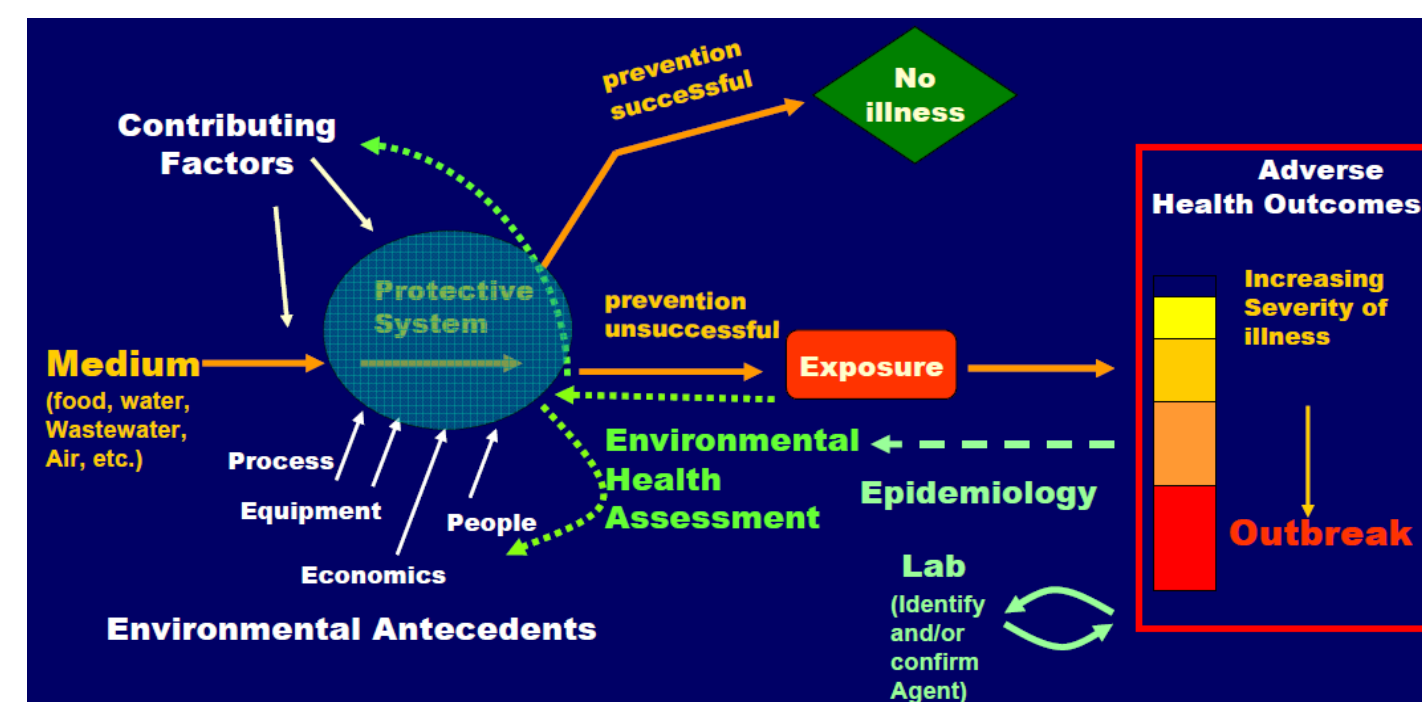 prevention
successful
No
illness
Contributing
Factors
Adverse
Health Outcomes
Protective
System
prevention
unsuccessful
Increasing
Severity of
illness
Medium
(food, water,
Wastewater,
Air, etc.)
Exposure
Process
Equipment
People
Economics
Environmental Antecedents
Environmental
Health
Assessment
Epidemiology
Outbreak
Lab
(Identify
and/or
confirm
Agent)